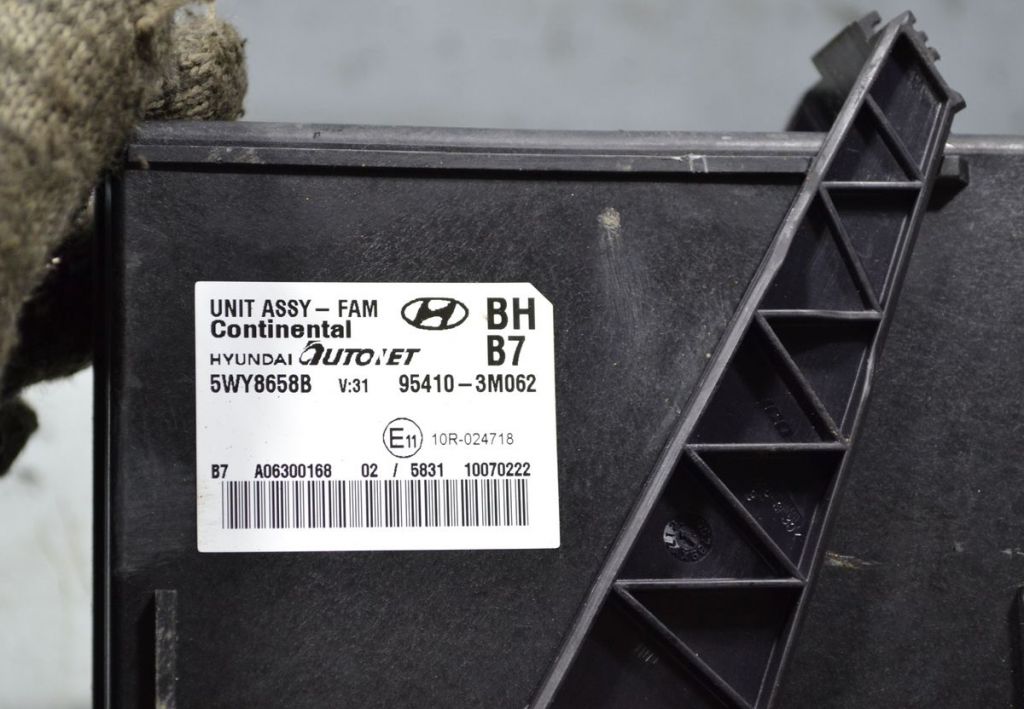 UNIT ASSY – FAM
Continental
HYUNDAI AUTONET
BH
B7
5WY8658B V:31 95410–3M062
E11 10R-024718
B7 A06300168 02 / 5831 10070222